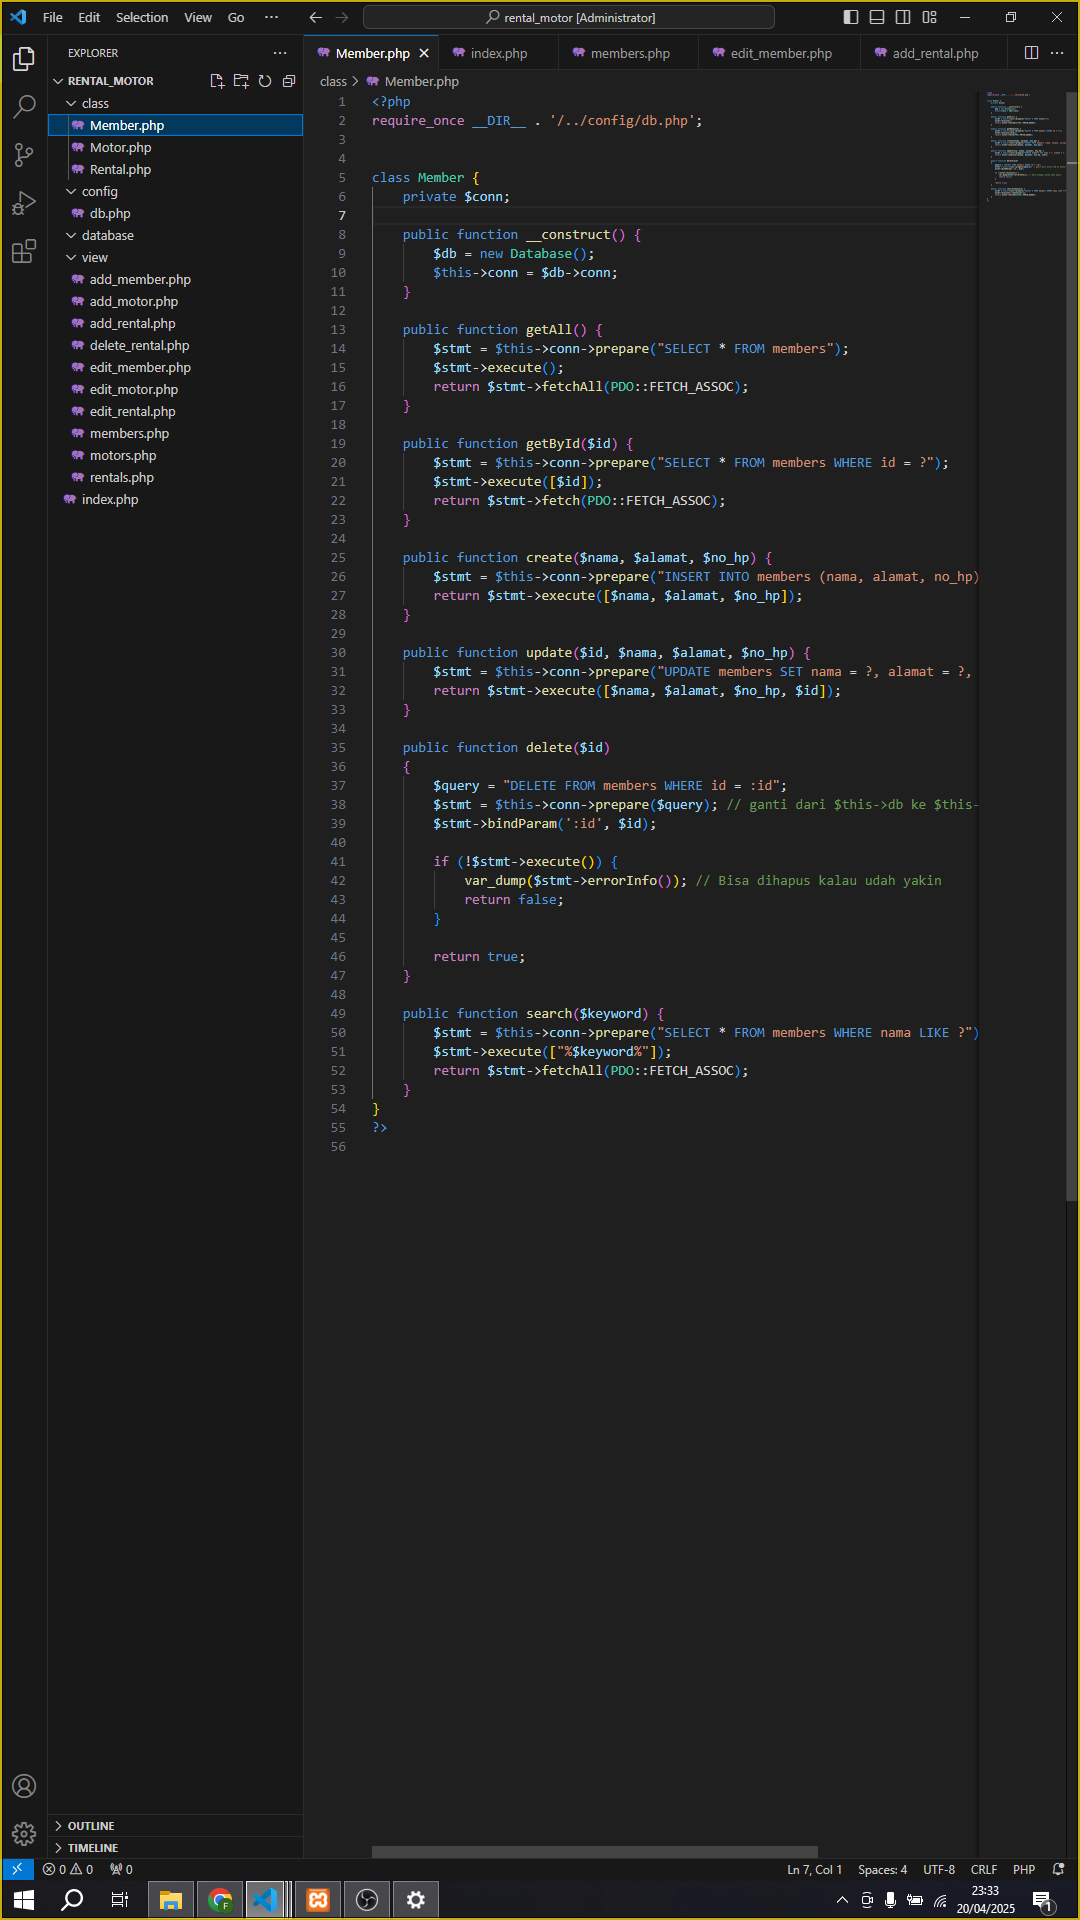 File Edit Selection View Go ··· rental_motor [Administrator]
EXPLORER
RENTAL_MOTOR
class
Member.php
Motor.php
Rental.php
config
db.php
database
view
add_member.php
add_motor.php
add_rental.php
delete_rental.php
edit_member.php
edit_motor.php
edit_rental.php
members.php
motors.php
rentals.php
index.php
OUTLINE
TIMELINE
Member.php index.php members.php edit_member.php add_rental.php
class > Member.php
1 <?php
2 require_once __DIR__ . '/../config/db.php';
3
4
5 class Member {
6 private $conn;
7
8 public function __construct() {
9 $db = new Database();
10 $this->conn = $db->conn;
11 }
12
13 public function getAll() {
14 $stmt = $this->conn->prepare("SELECT * FROM members");
15 $stmt->execute();
16 return $stmt->fetchAll(PDO::FETCH_ASSOC);
17 }
18
19 public function getById($id) {
20 $stmt = $this->conn->prepare("SELECT * FROM members WHERE id = ?");
21 $stmt->execute([$id]);
22 return $stmt->fetch(PDO::FETCH_ASSOC);
23 }
24
25 public function create($nama, $alamat, $no_hp) {
26 $stmt = $this->conn->prepare("INSERT INTO members (nama, alamat, no_hp)
27 return $stmt->execute([$nama, $alamat, $no_hp]);
28 }
29
30 public function update($id, $nama, $alamat, $no_hp) {
31 $stmt = $this->conn->prepare("UPDATE members SET nama = ?, alamat = ?,
32 return $stmt->execute([$nama, $alamat, $no_hp, $id]);
33 }
34
35 public function delete($id)
36 {
37 $query = "DELETE FROM members WHERE id = :id";
38 $stmt = $this->conn->prepare($query); // ganti dari $this->db ke $this-
39 $stmt->bindParam(':id', $id);
40
41 if (!$stmt->execute()) {
42 var_dump($stmt->errorInfo()); // Bisa dihapus kalau udah yakin
43 return false;
44 }
45
46 return true;
47 }
48
49 public function search($keyword) {
50 $stmt = $this->conn->prepare("SELECT * FROM members WHERE nama LIKE ?")
51 $stmt->execute(["%$keyword%"]);
52 return $stmt->fetchAll(PDO::FETCH_ASSOC);
53 }
54 }
55 ?>
56
0 0 0 Ln 7, Col 1 Spaces: 4 UTF-8 CRLF PHP
23:33
20/04/2025
1